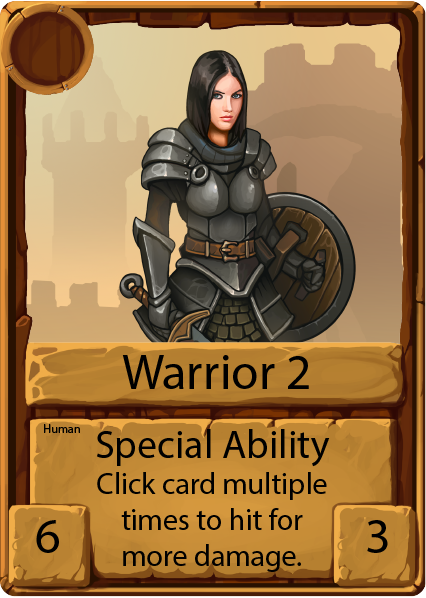 Warrior 2
Human
Special Ability
Click card multiple
times to hit for
more damage.
6
3